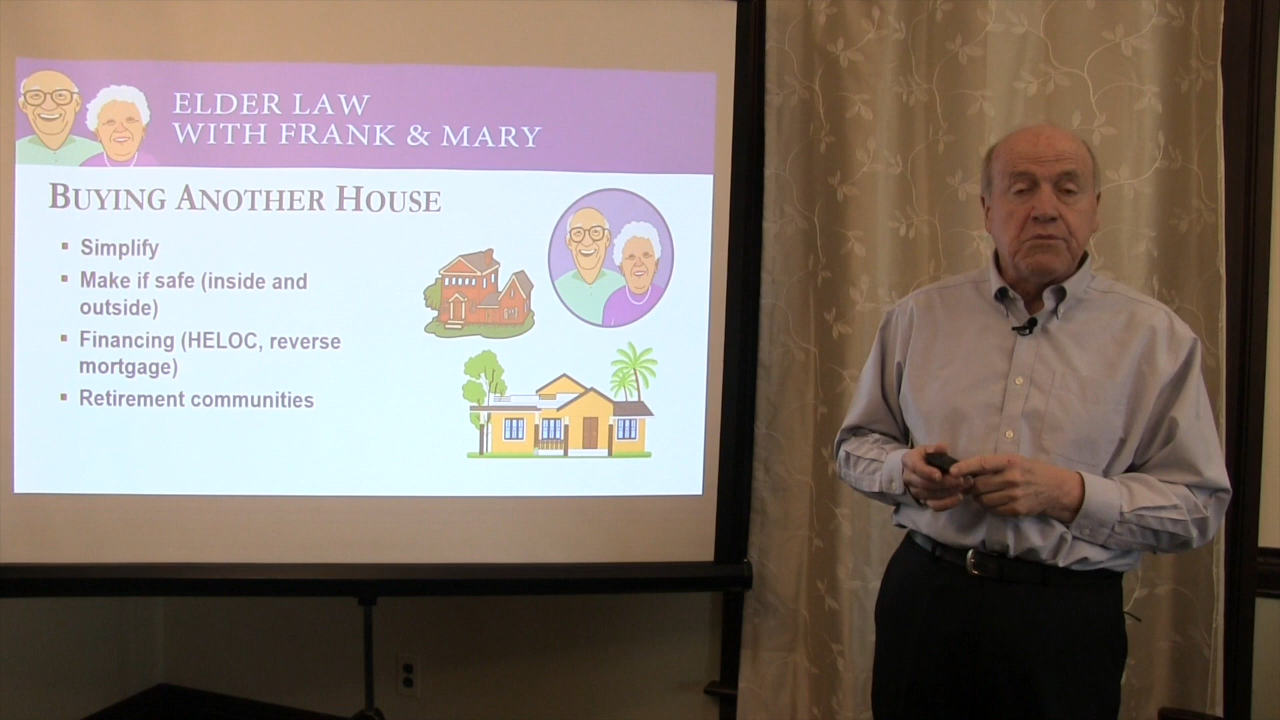 ELDER LAW
WITH FRANK & MARY
BUYING ANOTHER HOUSE
▪ Simplify
▪ Make if safe (inside and
outside)
▪ Financing (HELOC, reverse
mortgage)
▪ Retirement communities